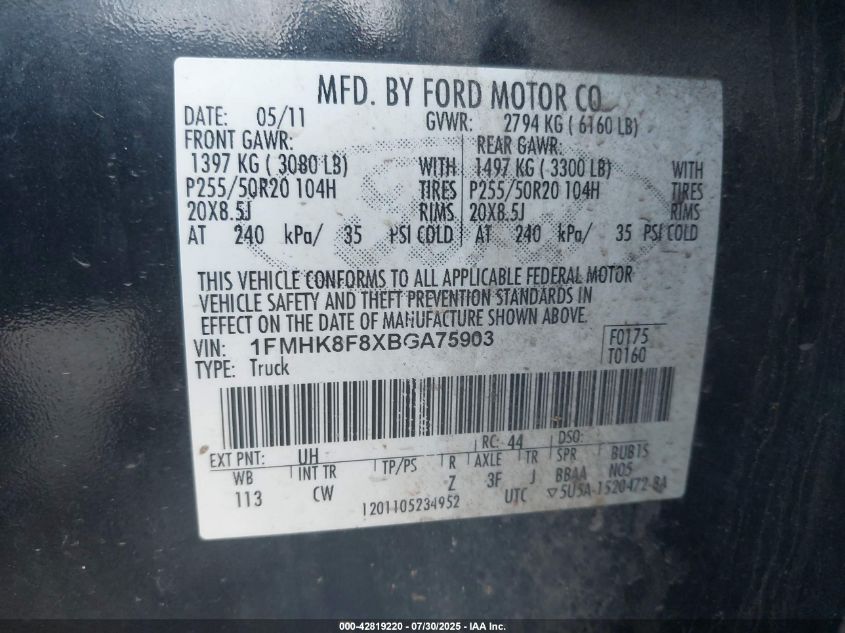 MFD. BY FORD MOTOR CO.
DATE: 05/11 GVWR: 2794 KG ( 6160 LB)
FRONT GAWR: REAR GAWR:
1397 KG ( 3080 LB) WITH 1497 KG ( 3300 LB) WITH
P255/50R20 104H TIRES P255/50R20 104H TIRES
20X8.5J RIMS 20X8.5J RIMS
AT 240 kPa/ 35 PSI COLD AT 240 kPa/ 35 PSI COLD
THIS VEHICLE CONFORMS TO ALL APPLICABLE FEDERAL MOTOR
VEHICLE SAFETY AND THEFT PREVENTION STANDARDS IN
EFFECT ON THE DATE OF MANUFACTURE SHOWN ABOVE.
VIN: 1FMHK8F8XBGA75903 F0175
TYPE: Truck T0160
EXT PNT: UH RC: 44 DSO:
WB INT TR TP/PS R AXLE TR SPR BUB15
113 CW Z 3F J BBAA N05
1201105234952 UTC ▽5U5A-1520472-BA
000-42819220 / 07/30/2025 - IAA Inc.